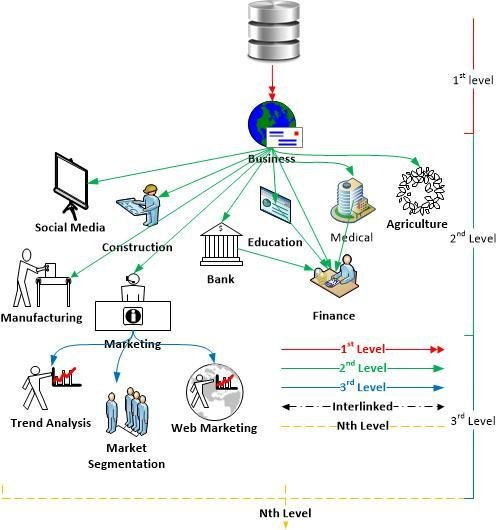 1st level
Business
Social Media
Construction
Education
Medical
Agriculture
2nd Level
$
Bank
Finance
Manufacturing
i
Marketing
1st Level
2nd Level
3rd Level
Interlinked
Nth Level
3rd Level
Trend Analysis
Market
Segmentation
Web Marketing
Nth Level